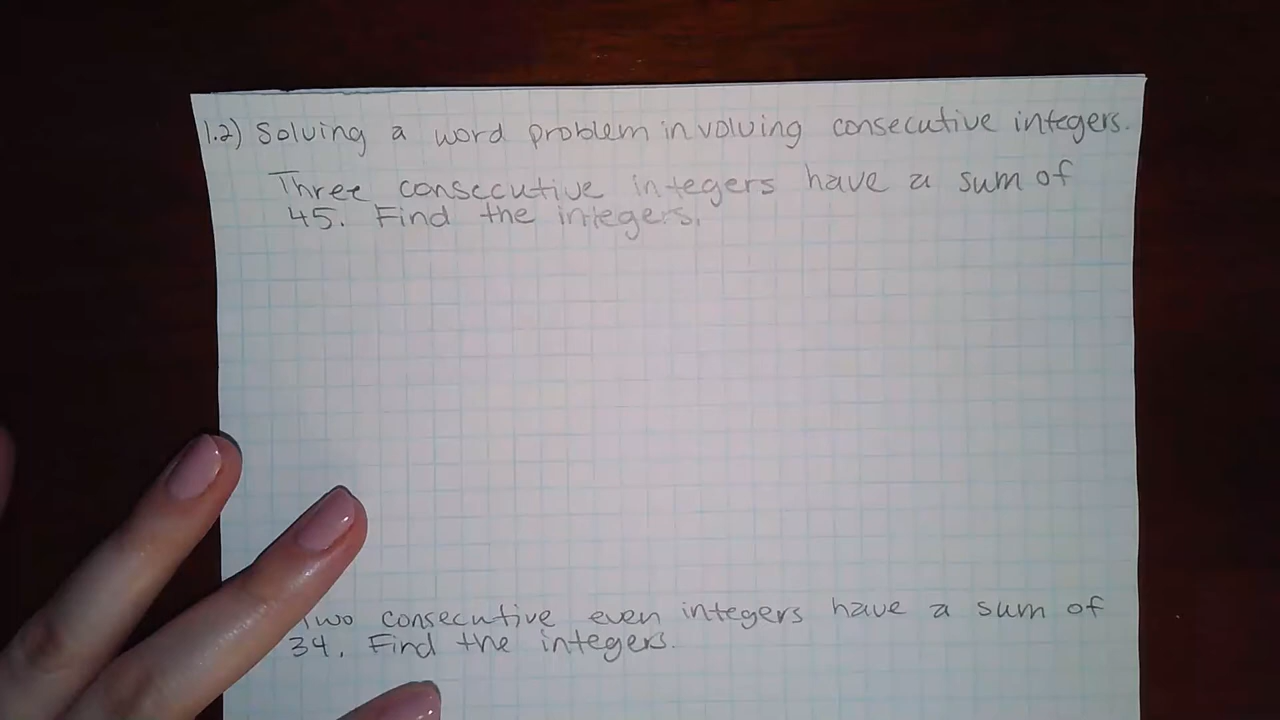 1.2) Solving a word problem involving consecutive integers.
Three consecutive integers have a sum of
45. Find the integers.
Two consecutive even integers have a sum of
34. Find the integers.